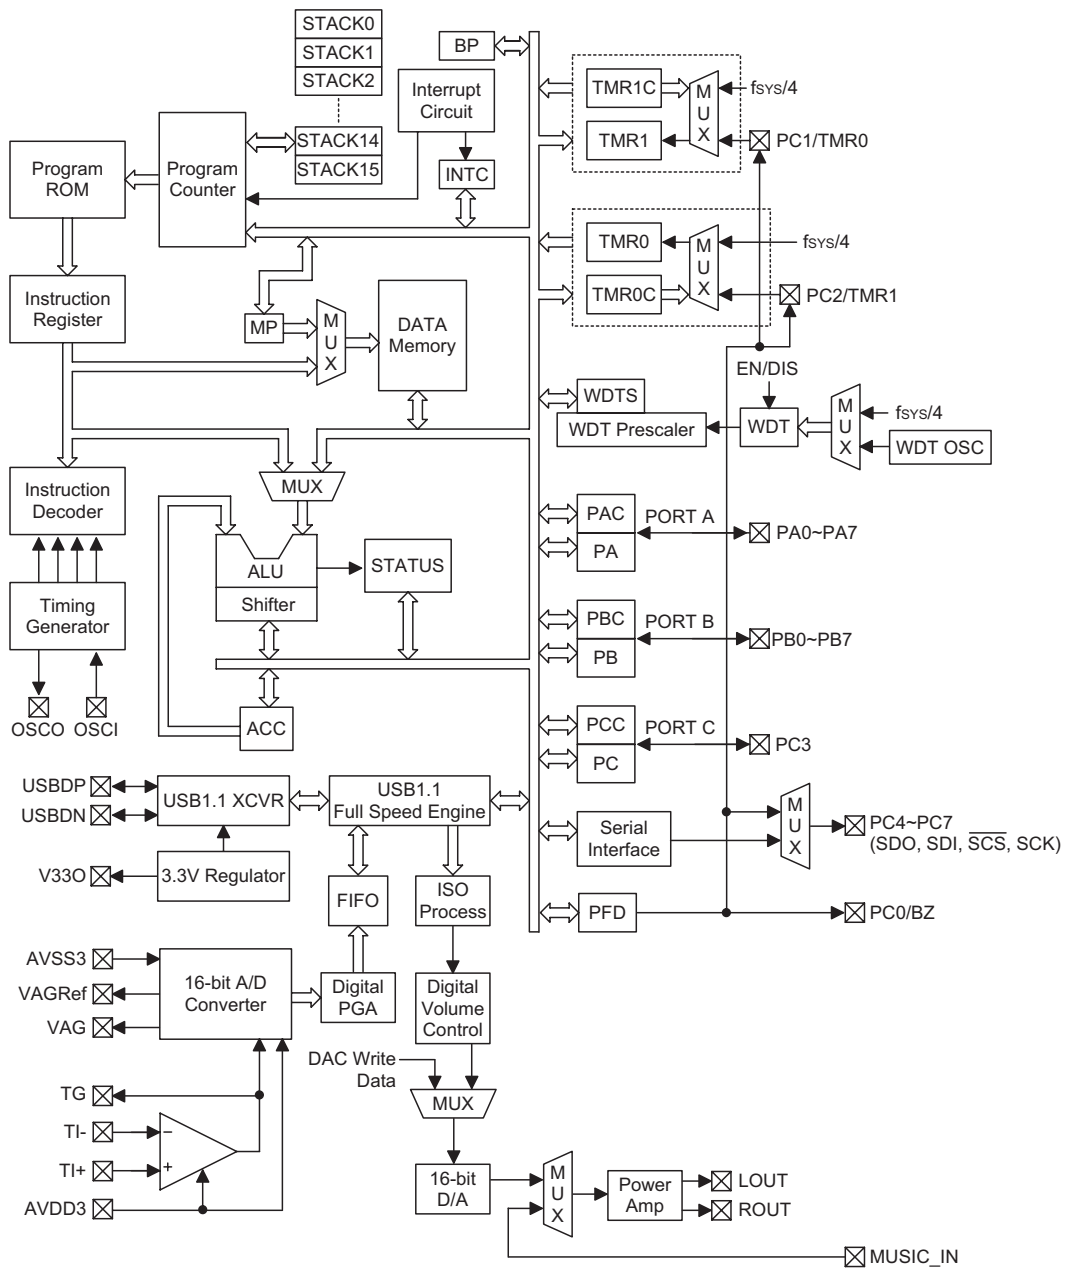 STACK0
STACK1
STACK2
STACK14
STACK15
BP
Interrupt
Circuit
INTC
Program
ROM
Program
Counter
TMR1C
TMR1
M
U
X
fSYS/4
PC1/TMR0
TMR0
TMR0C
M
U
X
fSYS/4
PC2/TMR1
Instruction
Register
MP
M
U
X
DATA
Memory
EN/DIS
WDTS
WDT Prescaler
WDT
M
U
X
fSYS/4
WDT OSC
Instruction
Decoder
MUX
ALU
Shifter
STATUS
PAC
PA
PORT A
PA0~PA7
Timing
Generator
PBC
PB
PORT B
PB0~PB7
OSCO
OSCI
ACC
PCC
PC
PORT C
PC3
USBDP
USBDN
USB1.1 XCVR
USB1.1
Full Speed Engine
Serial
Interface
M
U
X
PC4~PC7
(SDO, SDI, S̅C̅S̅, SCK)
V33O
3.3V Regulator
FIFO
ISO
Process
PFD
PC0/BZ
AVSS3
VAGRef
VAG
16-bit A/D
Converter
Digital
PGA
Digital
Volume
Control
DAC Write
Data
MUX
TG
TI-
TI+
AVDD3
−
+
16-bit
D/A
M
U
X
Power
Amp
LOUT
ROUT
MUSIC_IN